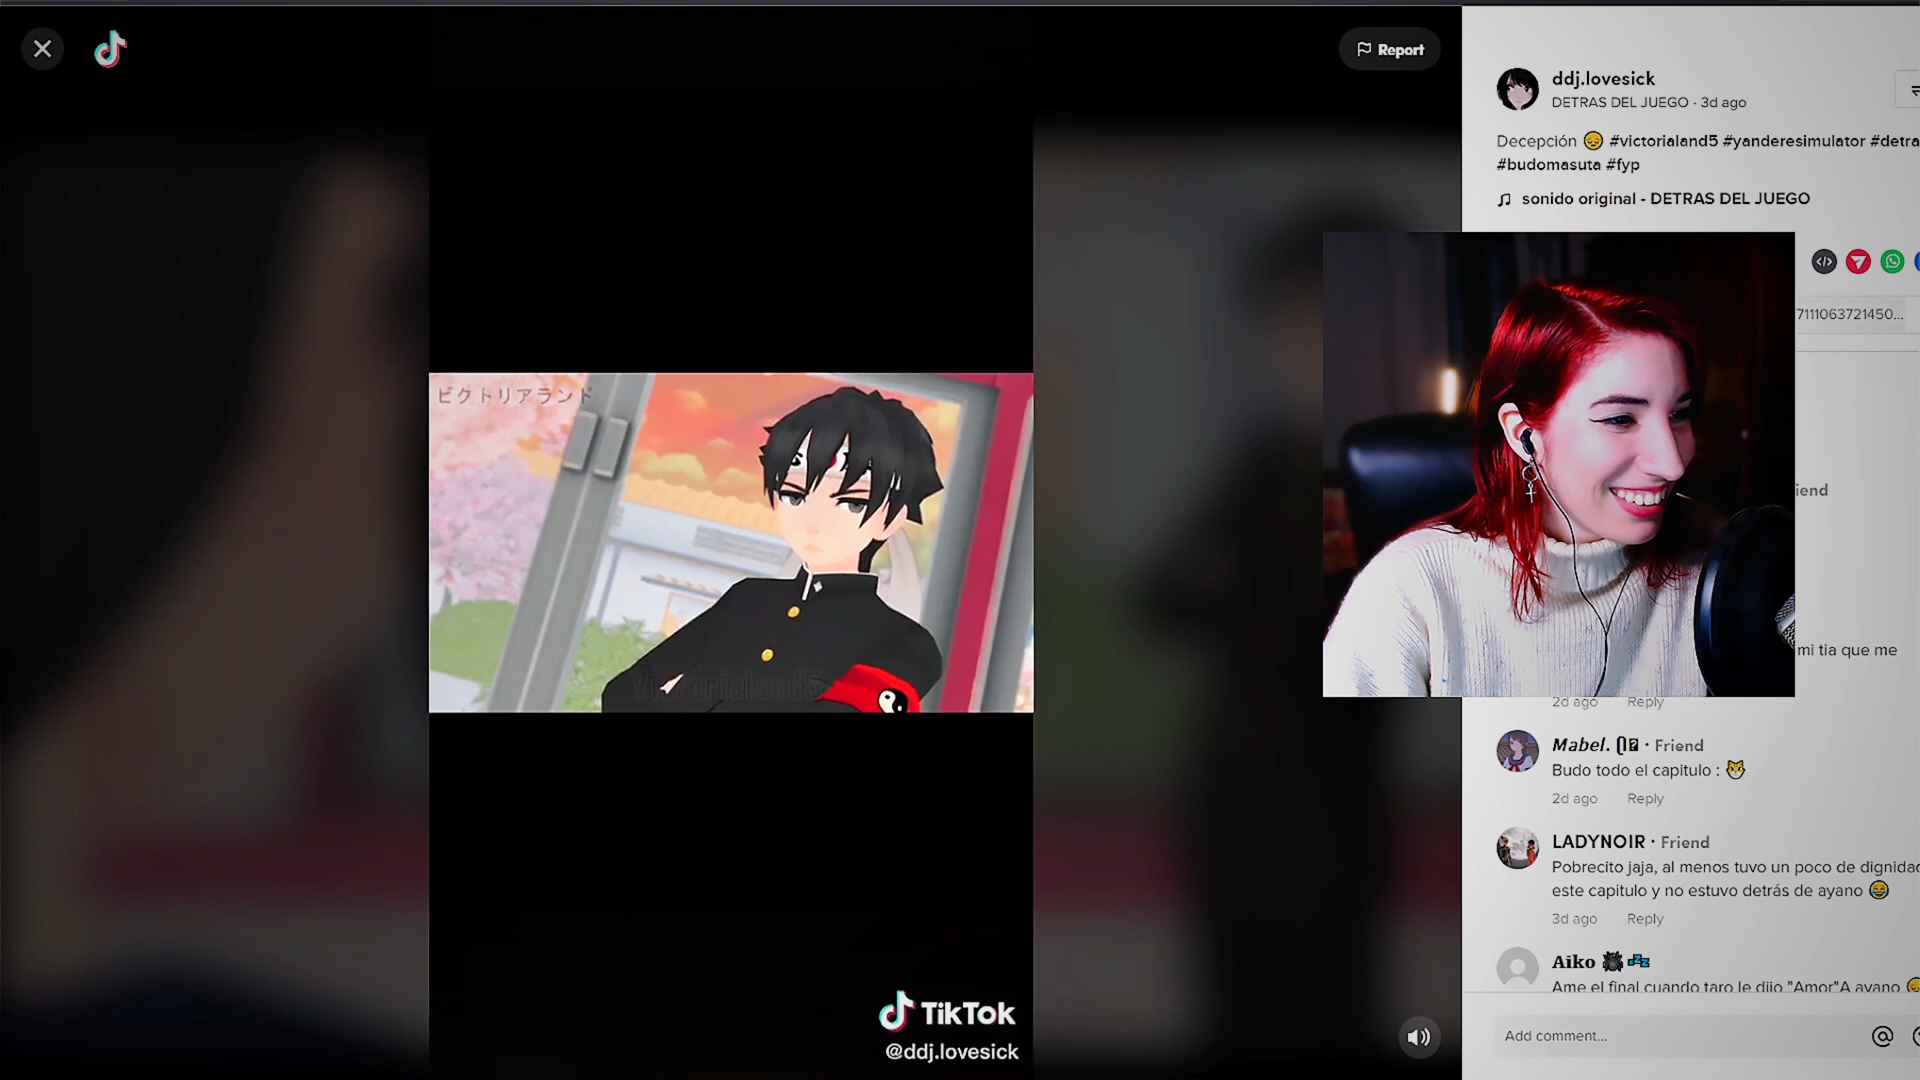 Report
ビクトリアランド
Victorialand5
TikTok
@ddj.lovesick
ddj.lovesick
DETRAS DEL JUEGO · 3d ago
Decepción 😔 #victorialand5 #yanderesimulator #detra
#budomasuta #fyp
sonido original - DETRAS DEL JUEGO
7111063721450...
iend
mi tia que me
2d ago Reply
Mabel. · Friend
Budo todo el capitulo : 😼
2d ago Reply
LADYNOIR · Friend
Pobrecito jaja, al menos tuvo un poco de dignidad
este capitulo y no estuvo detrás de ayano 😂
3d ago Reply
Aiko 🕷💤
Ame el final cuando taro le dijo "Amor"A ayano
Add comment...